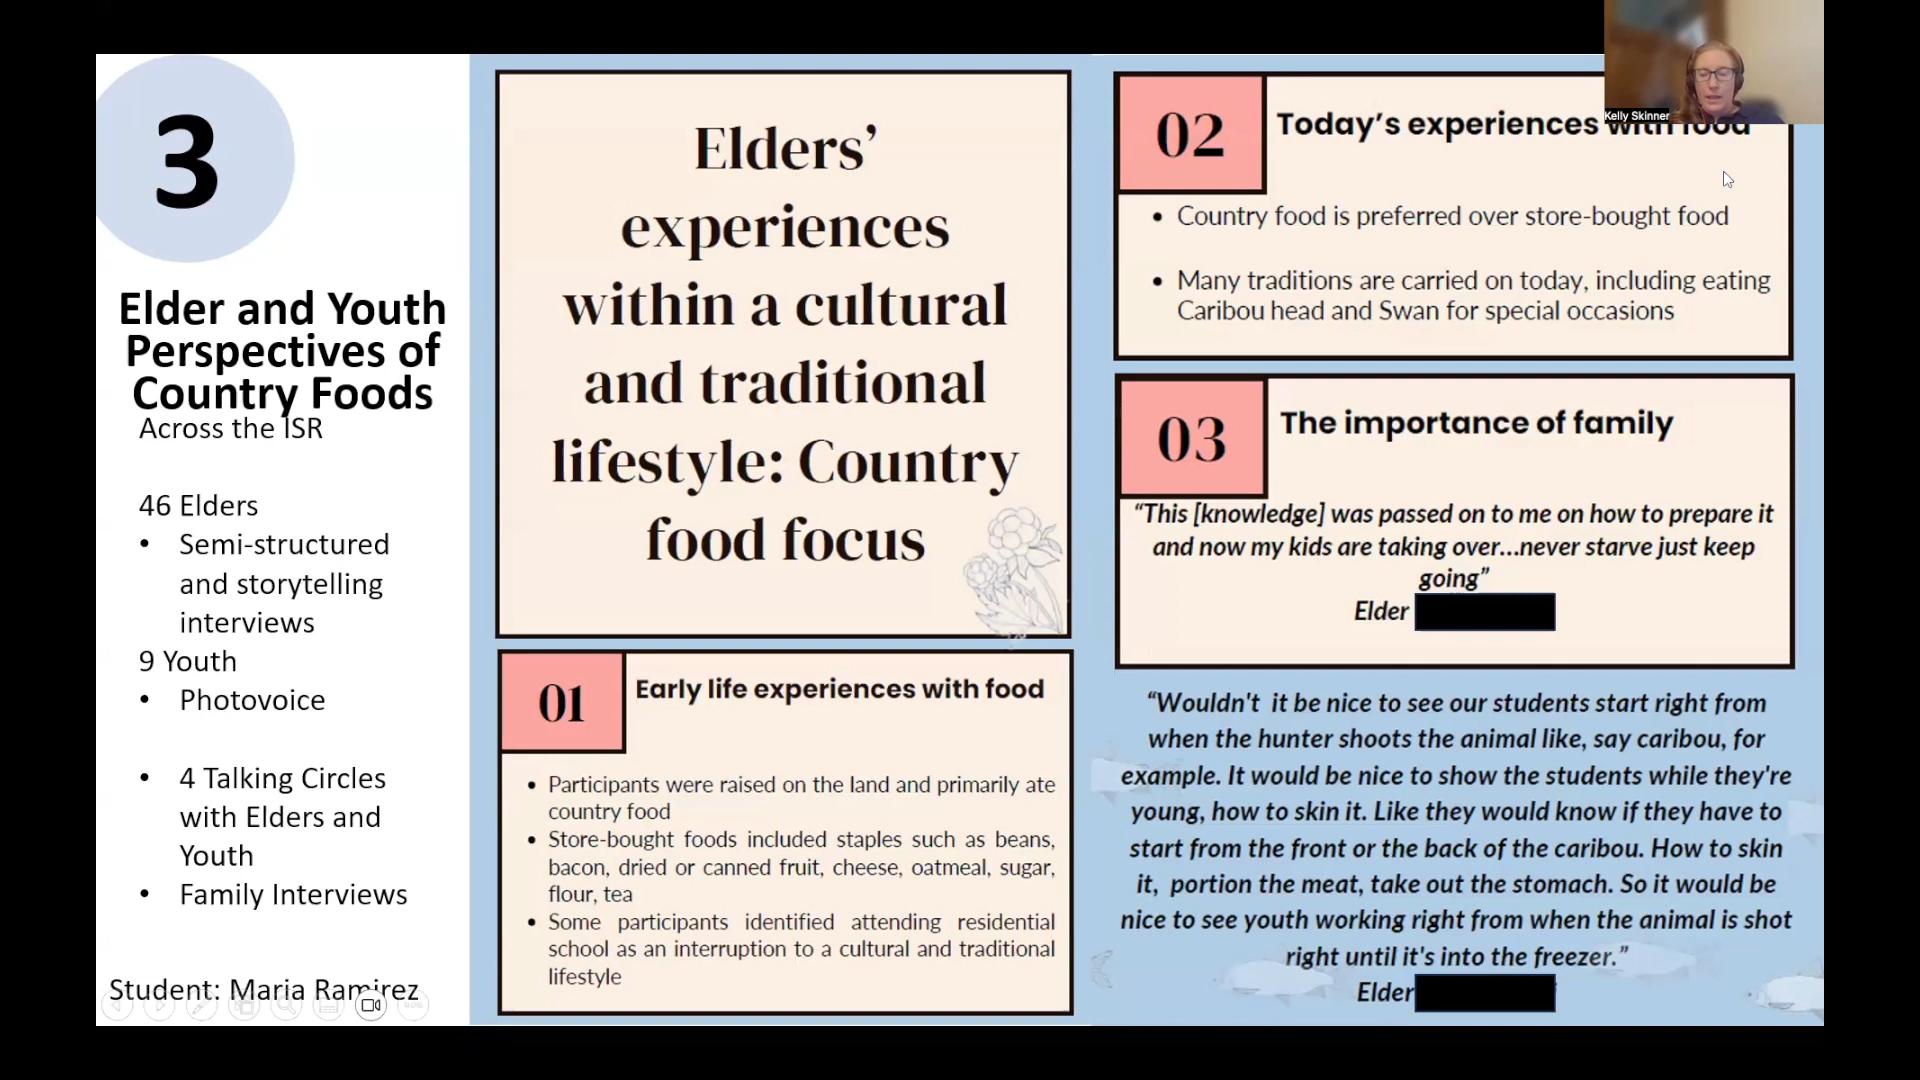 3
Elder and Youth
Perspectives of
Country Foods
Across the ISR
46 Elders
• Semi-structured
and storytelling
interviews
9 Youth
• Photovoice
• 4 Talking Circles
with Elders and
Youth
• Family Interviews
Student: Maria Ramirez
Elders’
experiences
within a cultural
and traditional
lifestyle: Country
food focus
01
Early life experiences with food
• Participants were raised on the land and primarily ate
country food
• Store-bought foods included staples such as beans,
bacon, dried or canned fruit, cheese, oatmeal, sugar,
flour, tea
• Some participants identified attending residential
school as an interruption to a cultural and traditional
lifestyle
02
Today’s experiences with food
• Country food is preferred over store-bought food
• Many traditions are carried on today, including eating
Caribou head and Swan for special occasions
03
The importance of family
“This [knowledge] was passed on to me on how to prepare it
and now my kids are taking over...never starve just keep
going”
Elder
“Wouldn't it be nice to see our students start right from
when the hunter shoots the animal like, say caribou, for
example. It would be nice to show the students while they're
young, how to skin it. Like they would know if they have to
start from the front or the back of the caribou. How to skin
it, portion the meat, take out the stomach. So it would be
nice to see youth working right from when the animal is shot
right until it's into the freezer.”
Elder
Kelly Skinner